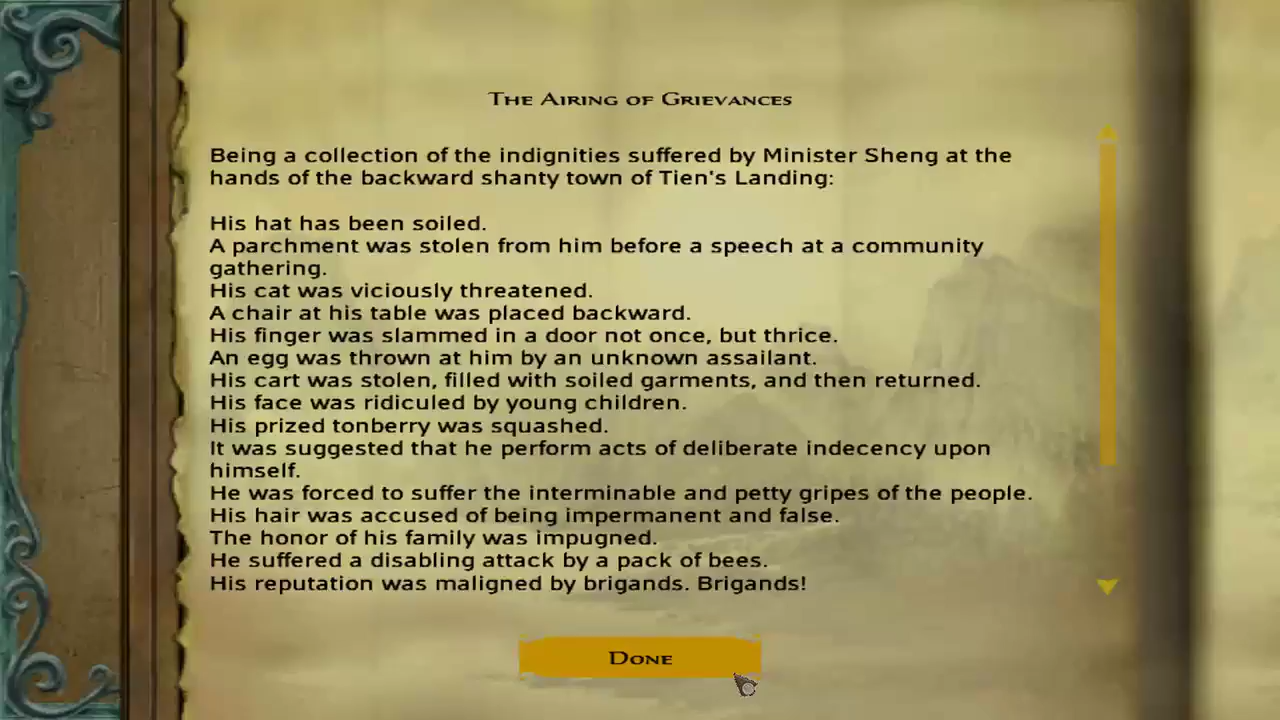 The Airing of Grievances
Being a collection of the indignities suffered by Minister Sheng at the
hands of the backward shanty town of Tien's Landing:
His hat has been soiled.
A parchment was stolen from him before a speech at a community
gathering.
His cat was viciously threatened.
A chair at his table was placed backward.
His finger was slammed in a door not once, but thrice.
An egg was thrown at him by an unknown assailant.
His cart was stolen, filled with soiled garments, and then returned.
His face was ridiculed by young children.
His prized tonberry was squashed.
It was suggested that he perform acts of deliberate indecency upon
himself.
He was forced to suffer the interminable and petty gripes of the people.
His hair was accused of being impermanent and false.
The honor of his family was impugned.
He suffered a disabling attack by a pack of bees.
His reputation was maligned by brigands. Brigands!
Done